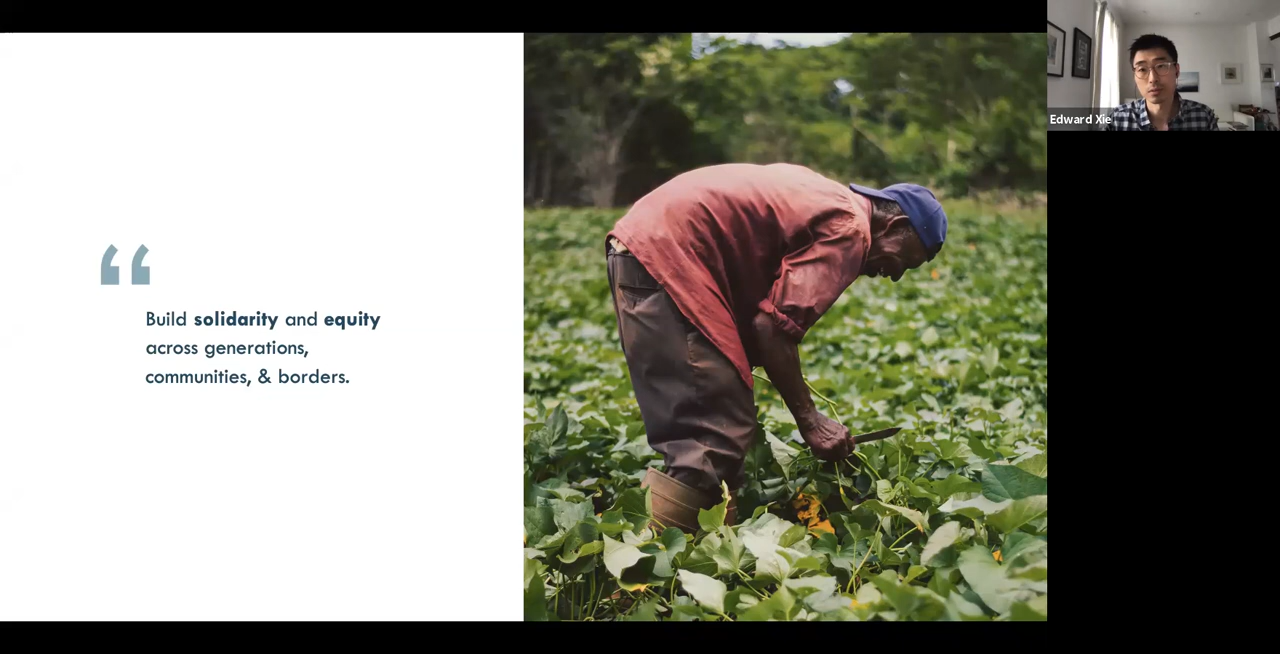 “
Build solidarity and equity
across generations,
communities, & borders.
Edward Xie